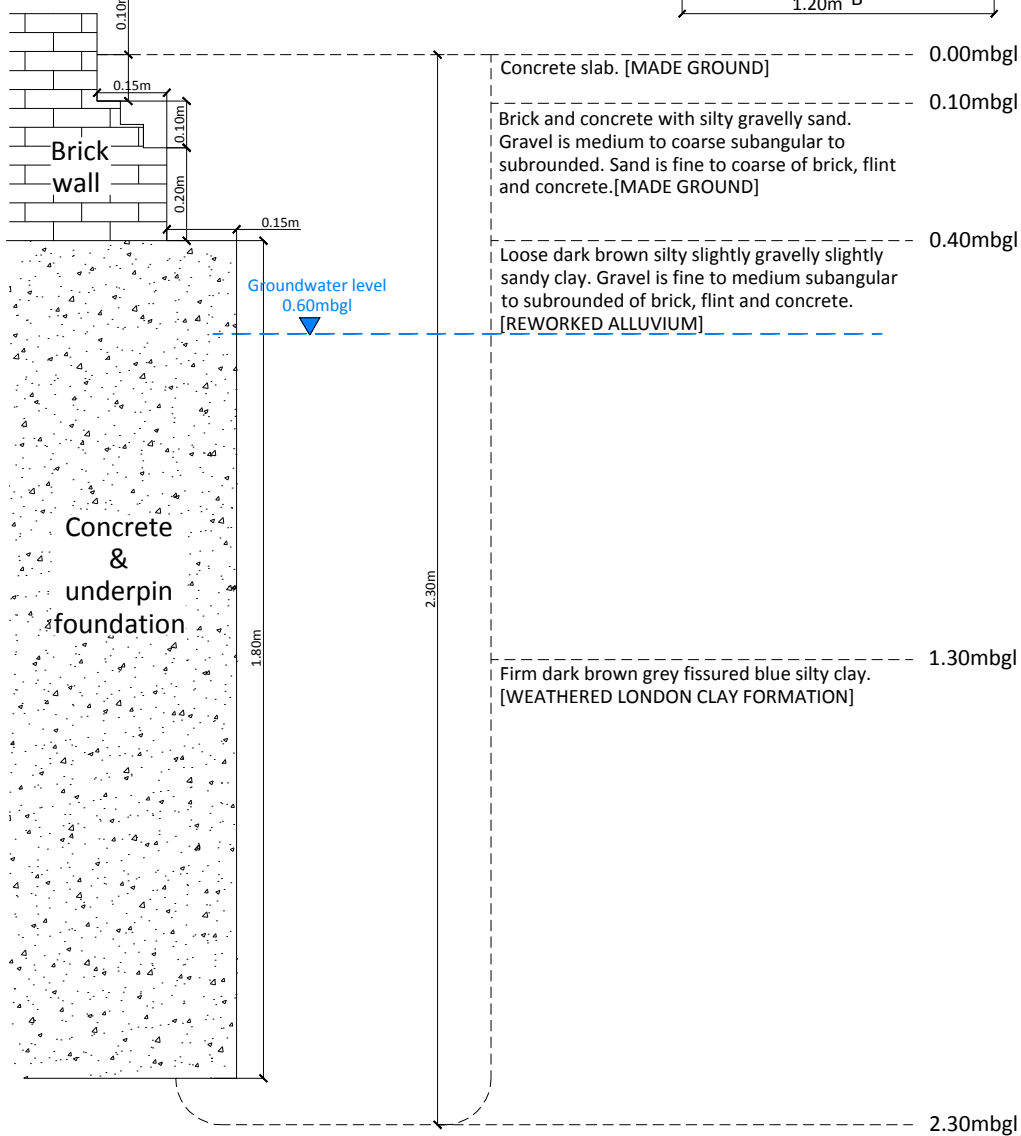 0.10m
1.20m B
0.00mbgl
Concrete slab. [MADE GROUND]
0.15m
0.10mbgl
0.10m
Brick and concrete with silty gravelly sand.
Gravel is medium to coarse subangular to
subrounded. Sand is fine to coarse of brick, flint
and concrete.[MADE GROUND]
Brick
wall
0.20m
0.15m
0.40mbgl
Loose dark brown silty slightly gravelly slightly
sandy clay. Gravel is fine to medium subangular
to subrounded of brick, flint and concrete.
[REWORKED ALLUVIUM]
Groundwater level
0.60mbgl
Concrete
&
underpin
foundation
2.30m
1.80m
1.30mbgl
Firm dark brown grey fissured blue silty clay.
[WEATHERED LONDON CLAY FORMATION]
2.30mbgl